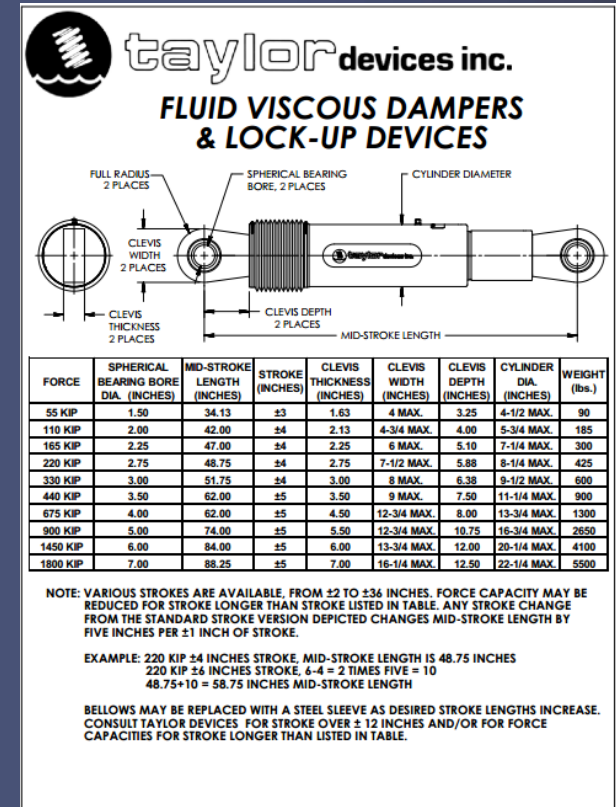 taylor devices inc.
FLUID VISCOUS DAMPERS
& LOCK-UP DEVICES
FULL RADIUS
2 PLACES
SPHERICAL BEARING
BORE, 2 PLACES
CYLINDER DIAMETER
CLEVIS
WIDTH
2 PLACES
taylor devices inc.
CLEVIS
THICKNESS
2 PLACES
CLEVIS DEPTH
2 PLACES
MID-STROKE LENGTH
FORCE SPHERICAL BEARING BORE DIA. (INCHES) MID-STROKE LENGTH (INCHES) STROKE (INCHES) CLEVIS THICKNESS (INCHES) CLEVIS WIDTH (INCHES) CLEVIS DEPTH (INCHES) CYLINDER DIA. (INCHES) WEIGHT (lbs.)
55 KIP 1.50 34.13 ±3 1.63 4 MAX. 3.25 4-1/2 MAX. 90
110 KIP 2.00 42.00 ±4 2.13 4-3/4 MAX. 4.00 5-3/4 MAX. 185
165 KIP 2.25 47.00 ±4 2.25 6 MAX. 5.10 7-1/4 MAX. 300
220 KIP 2.75 48.75 ±4 2.75 7-1/2 MAX. 5.88 8-1/4 MAX. 425
330 KIP 3.00 51.75 ±4 3.00 8 MAX. 6.38 9-1/2 MAX. 600
440 KIP 3.50 62.00 ±5 3.50 9 MAX. 7.50 11-1/4 MAX. 900
675 KIP 4.00 62.00 ±5 4.50 12-3/4 MAX. 8.00 13-3/4 MAX. 1300
900 KIP 5.00 74.00 ±5 5.50 12-3/4 MAX. 10.75 16-3/4 MAX. 2650
1450 KIP 6.00 84.00 ±5 6.00 13-3/4 MAX. 12.00 20-1/4 MAX. 4100
1800 KIP 7.00 88.25 ±5 7.00 16-1/4 MAX. 12.50 22-1/4 MAX. 5500
NOTE: VARIOUS STROKES ARE AVAILABLE, FROM ±2 TO ±36 INCHES. FORCE CAPACITY MAY BE
REDUCED FOR STROKE LONGER THAN STROKE LISTED IN TABLE. ANY STROKE CHANGE
FROM THE STANDARD STROKE VERSION DEPICTED CHANGES MID-STROKE LENGTH BY
FIVE INCHES PER ±1 INCH OF STROKE.
EXAMPLE: 220 KIP ±4 INCHES STROKE, MID-STROKE LENGTH IS 48.75 INCHES
220 KIP ±6 INCHES STROKE, 6-4 = 2 TIMES FIVE = 10
48.75+10 = 58.75 INCHES MID-STROKE LENGTH
BELLOWS MAY BE REPLACED WITH A STEEL SLEEVE AS DESIRED STROKE LENGTHS INCREASE.
CONSULT TAYLOR DEVICES FOR STROKE OVER ± 12 INCHES AND/OR FOR FORCE
CAPACITIES FOR STROKE LONGER THAN LISTED IN TABLE.